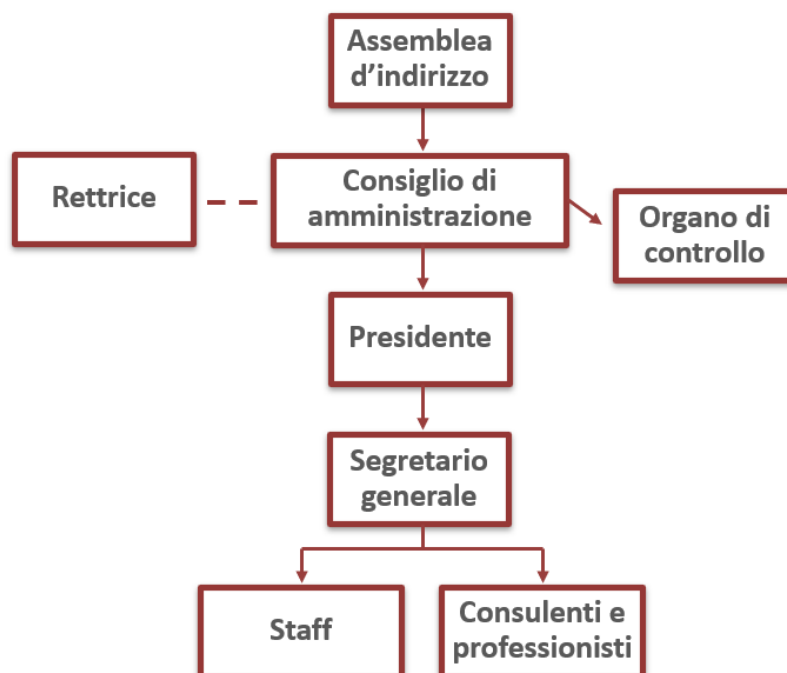 Assemblea
d’indirizzo
Rettrice
Consiglio di
amministrazione
Organo di
controllo
Presidente
Segretario
generale
Staff
Consulenti e
professionisti